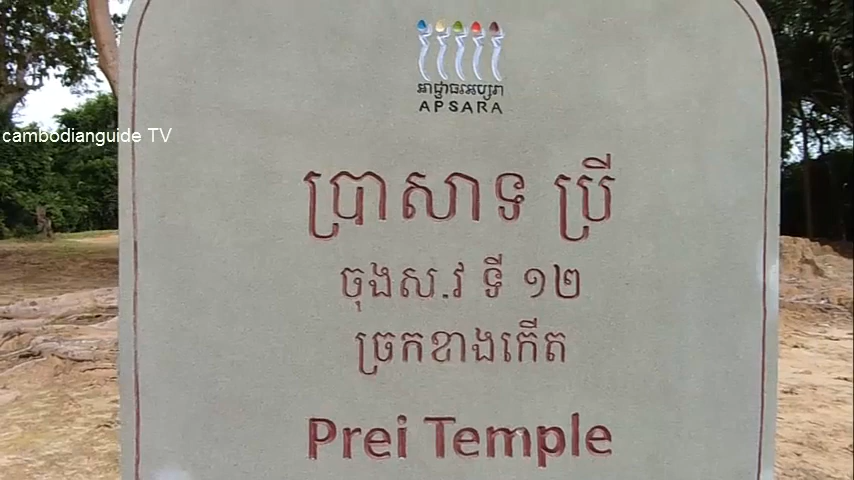 អាជ្ញាធរអប្សរា
APSARA
cambodianguide TV
ប្រាសាទ ប្រី
ចុងស.វ ទី ១២
ច្រកខាងកើត
Prei Temple